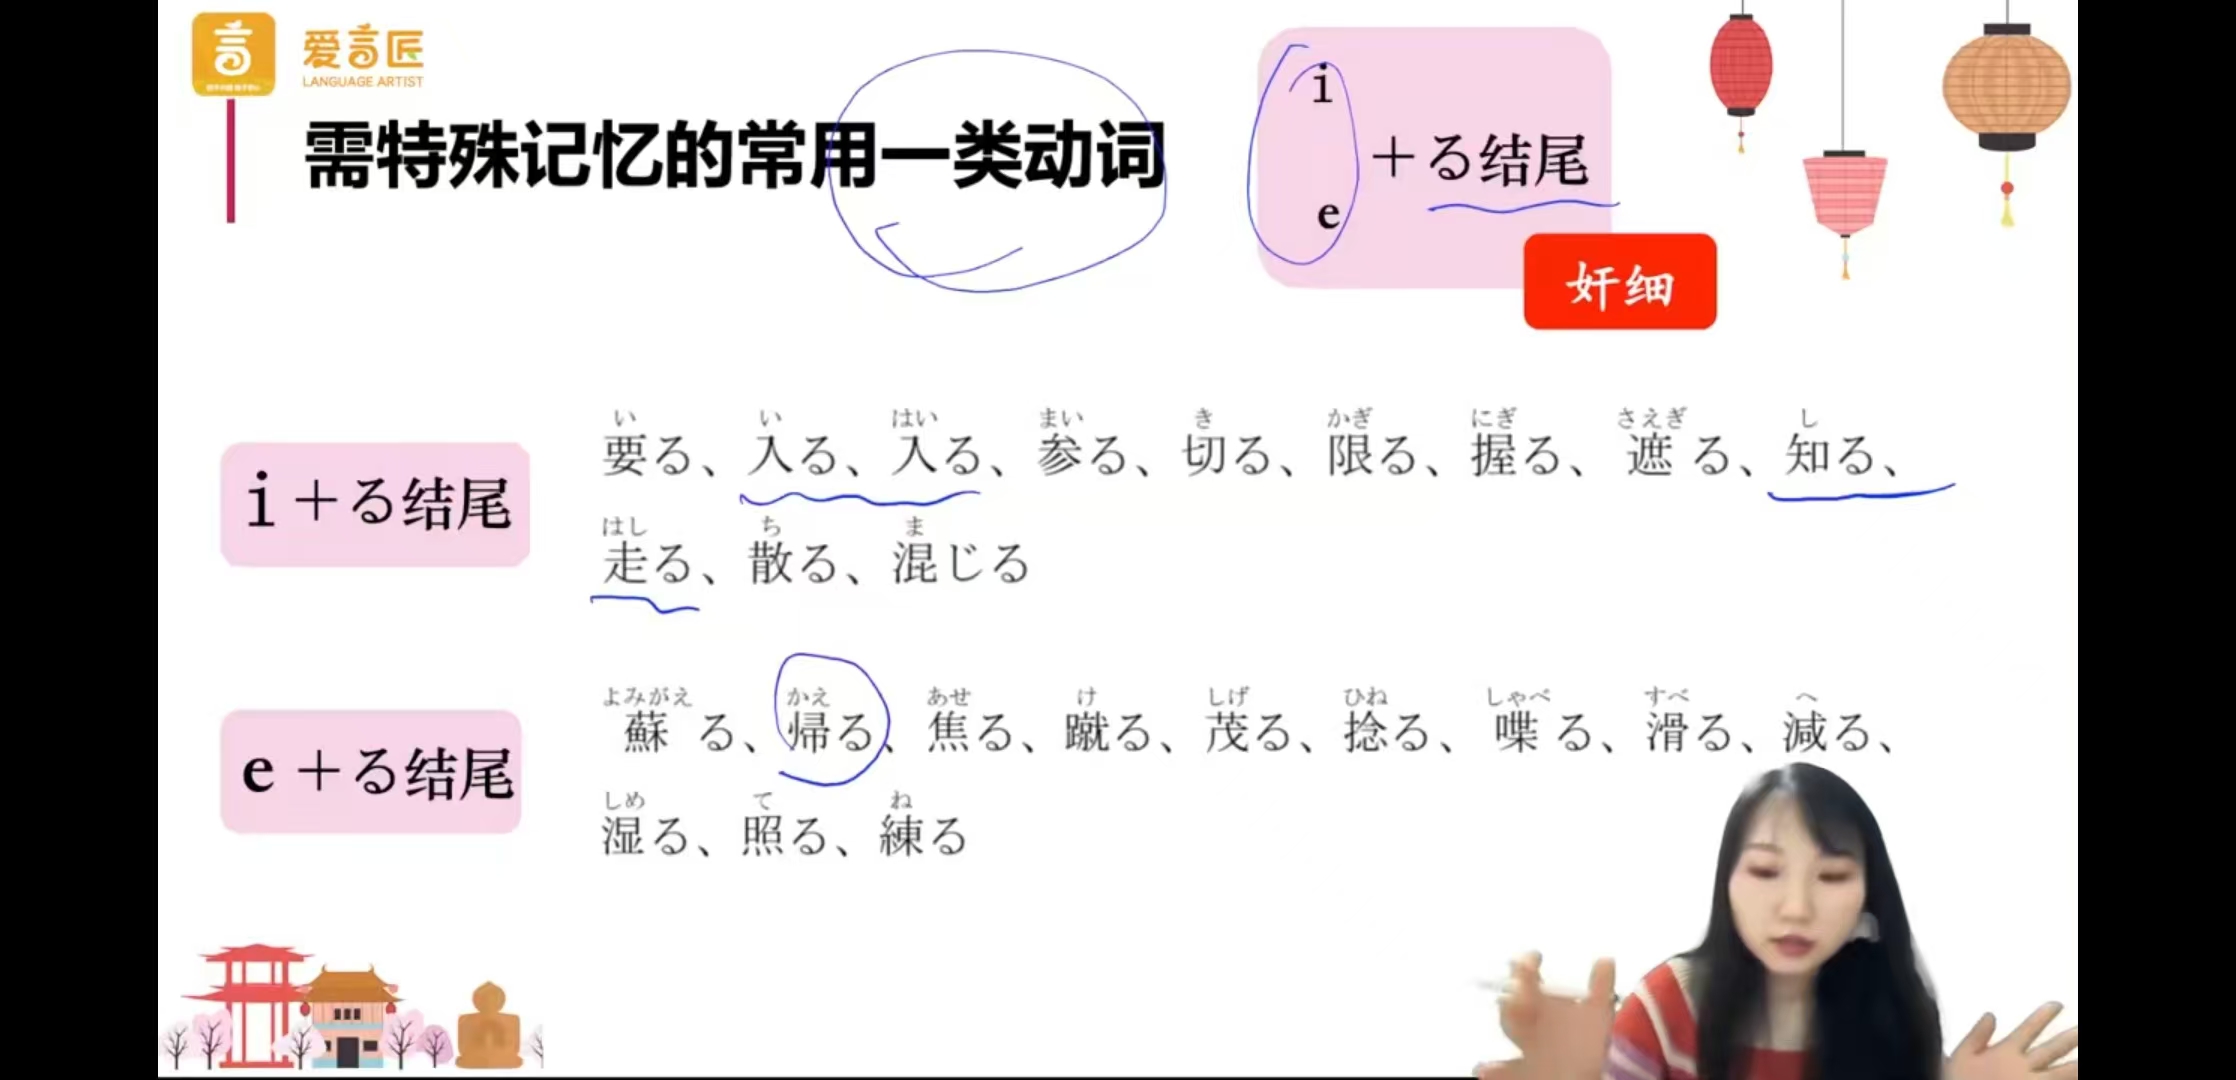 言
爱言匠
LANGUAGE ARTIST
需特殊记忆的常用一类动词
i
＋る结尾
e
奸细
い い はい まい き かぎ にぎ さえぎ し
i＋る结尾
要る、入る、入る、参る、切る、限る、握る、遮る、知る、
はし ち ま
走る、散る、混じる
よみがえ かえ あせ け しげ ひね しゃべ すべ へ
e＋る结尾
蘇る、帰る、焦る、蹴る、茂る、捻る、喋る、滑る、減る、
しめ て ね
湿る、照る、練る